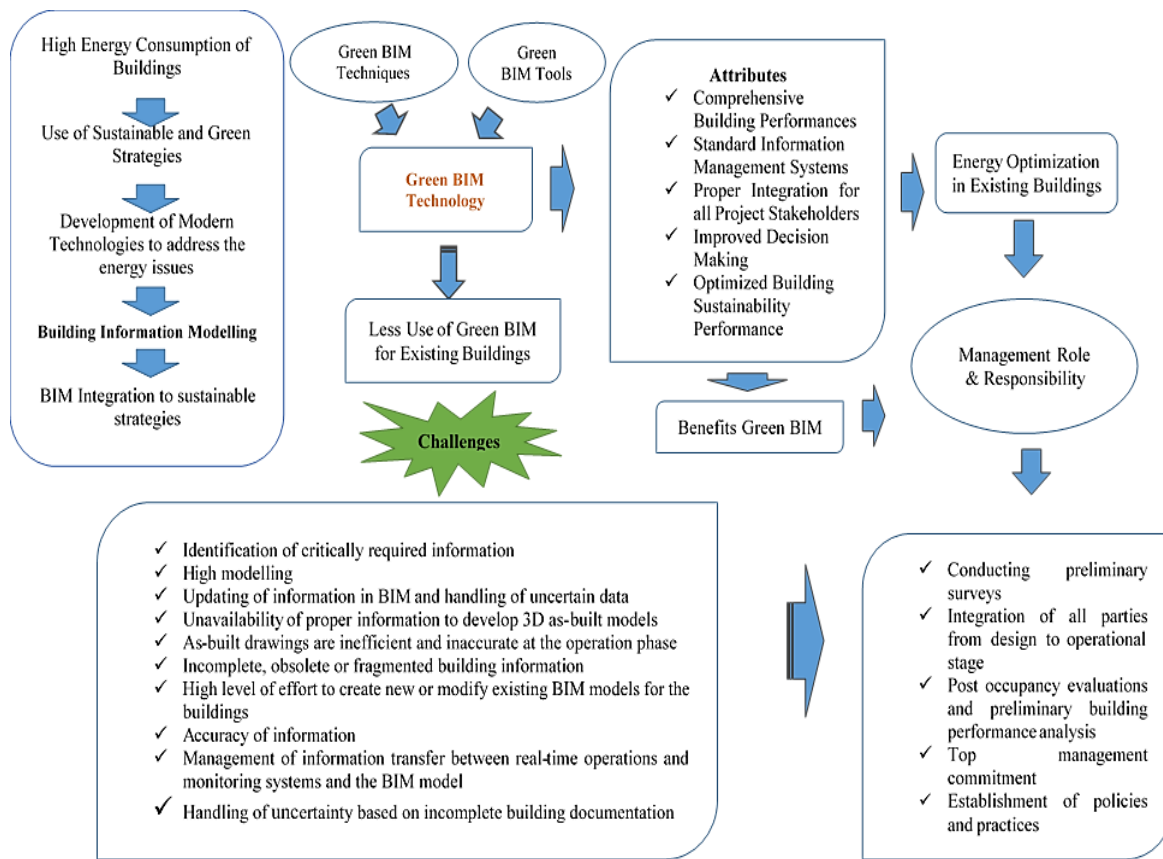 High Energy Consumption of
Buildings
Use of Sustainable and Green
Strategies
Development of Modern
Technologies to address the
energy issues
Building Information Modelling
BIM Integration to sustainable
strategies
Green BIM
Techniques
Green
BIM Tools
Green BIM
Technology
Less Use of Green BIM
for Existing Buildings
Challenges
Attributes
✓ Comprehensive
Building Performances
✓ Standard Information
Management Systems
✓ Proper Integration for
all Project Stakeholders
✓ Improved Decision
Making
✓ Optimized Building
Sustainability
Performance
Benefits Green BIM
Energy Optimization
in Existing Buildings
Management Role
& Responsibility
✓ Identification of critically required information
✓ High modelling
✓ Updating of information in BIM and handling of uncertain data
✓ Unavailability of proper information to develop 3D as-built models
✓ As-built drawings are inefficient and inaccurate at the operation phase
✓ Incomplete, obsolete or fragmented building information
✓ High level of effort to create new or modify existing BIM models for the
buildings
✓ Accuracy of information
✓ Management of information transfer between real-time operations and
monitoring systems and the BIM model
✓ Handling of uncertainty based on incomplete building documentation
✓ Conducting preliminary
surveys
✓ Integration of all parties
from design to operational
stage
✓ Post occupancy evaluations
and preliminary building
performance analysis
✓ Top management
commitment
✓ Establishment of policies
and practices